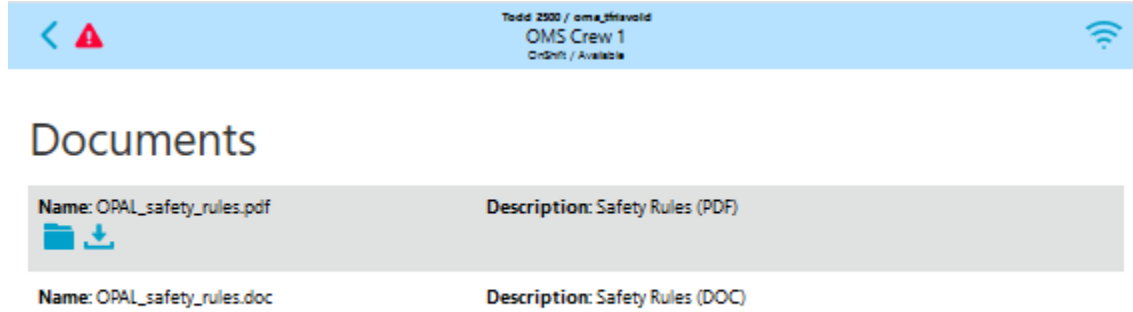 Todd 2500 / oma_tfriavold
OMS Crew 1
OnShift / Available
Documents
Name: OPAL_safety_rules.pdf Description: Safety Rules (PDF)
Name: OPAL_safety_rules.doc Description: Safety Rules (DOC)